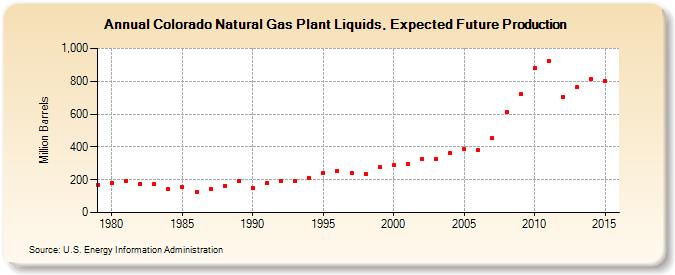 Annual Colorado Natural Gas Plant Liquids, Expected Future Production
Million Barrels
1,000
800
600
400
200
0
1980 1985 1990 1995 2000 2005 2010 2015
Source: U.S. Energy Information Administration